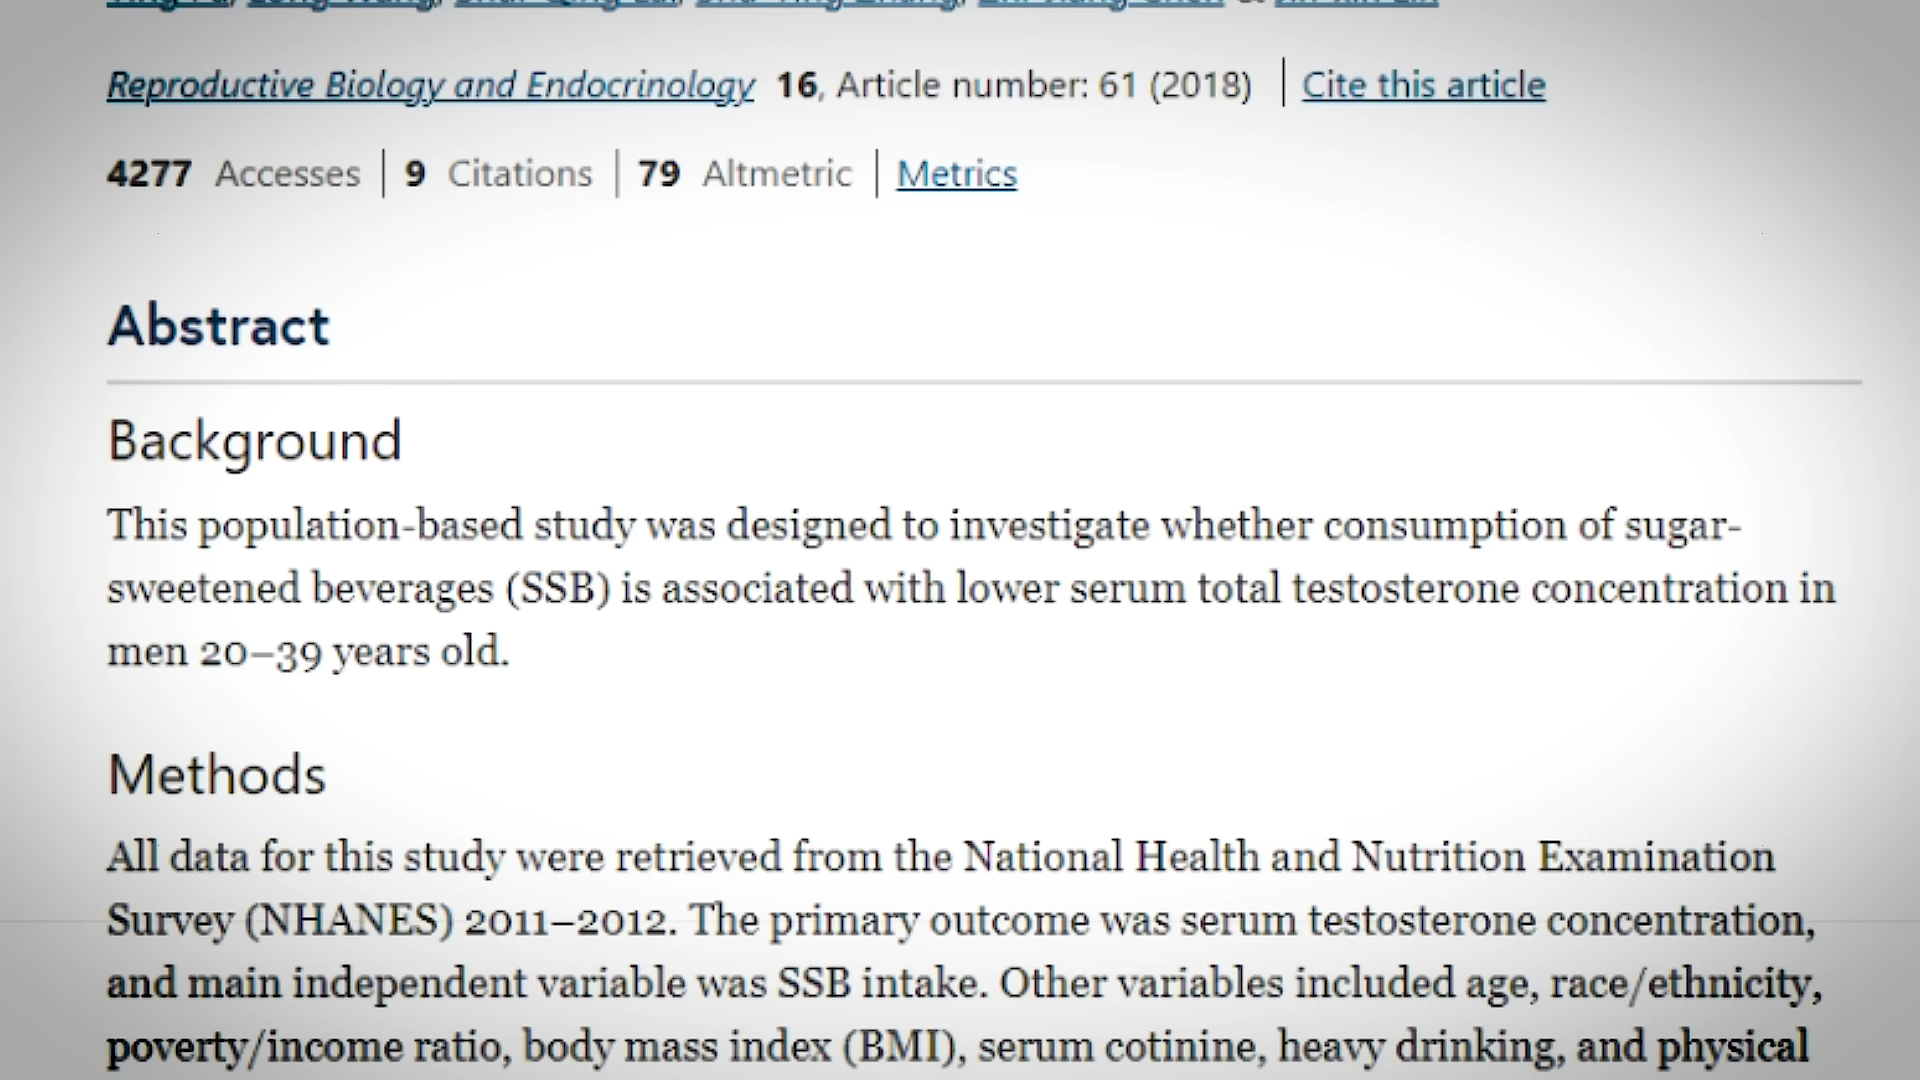 Reproductive Biology and Endocrinology 16, Article number: 61 (2018) | Cite this article
4277 Accesses | 9 Citations | 79 Altmetric | Metrics
Abstract
Background
This population-based study was designed to investigate whether consumption of sugar-
sweetened beverages (SSB) is associated with lower serum total testosterone concentration in
men 20–39 years old.
Methods
All data for this study were retrieved from the National Health and Nutrition Examination
Survey (NHANES) 2011–2012. The primary outcome was serum testosterone concentration,
and main independent variable was SSB intake. Other variables included age, race/ethnicity,
poverty/income ratio, body mass index (BMI), serum cotinine, heavy drinking, and physical